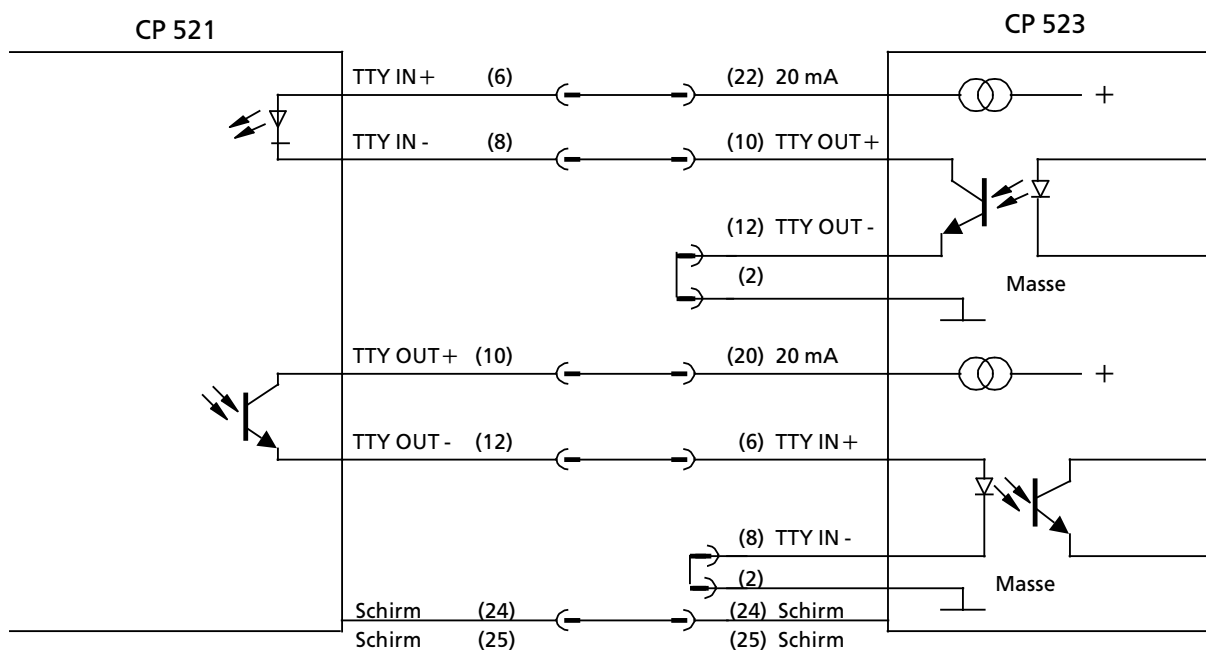 CP 521 CP 523
TTY IN + (6) (22) 20 mA +
TTY IN - (8) (10) TTY OUT +
(12) TTY OUT -
(2) Masse
TTY OUT + (10) (20) 20 mA +
TTY OUT - (12) (6) TTY IN +
(8) TTY IN -
(2) Masse
Schirm (24) (24) Schirm
Schirm (25) (25) Schirm